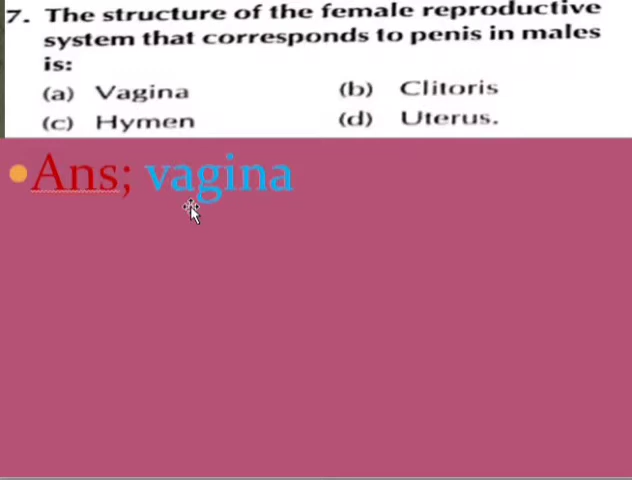 7. The structure of the female reproductive
system that corresponds to penis in males
is:
(a) Vagina (b) Clitoris
(c) Hymen (d) Uterus.
Ans; vagina